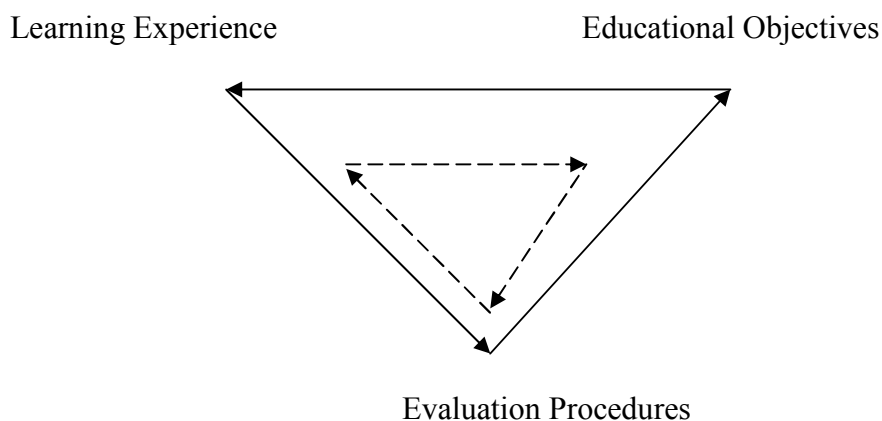 Learning Experience
Educational Objectives
Evaluation Procedures